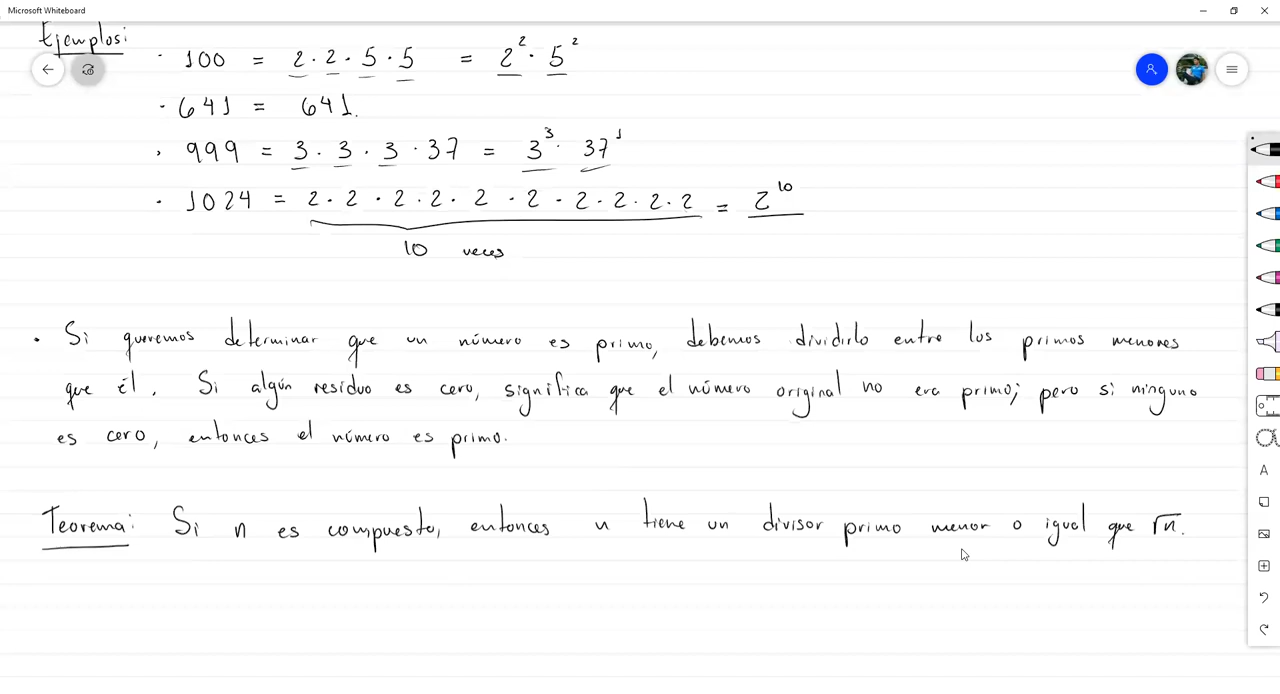 Microsoft Whiteboard
Ejemplos:
· 100 = 2 · 2 · 5 · 5 = 2² · 5²
· 641 = 641.
· 999 = 3 · 3 · 3 · 37 = 3³ · 37¹
· 1024 = 2 · 2 · 2 · 2 · 2 · 2 · 2 · 2 · 2 · 2 = 2¹⁰
10 veces
· Si queremos determinar que un número es primo, debemos dividirlo entre los primos menores
que él. Si algún residuo es cero, significa que el número original no era primo; pero si ninguno
es cero, entonces el número es primo.
Teorema: Si n es compuesto, entonces n tiene un divisor primo menor o igual que √n.
A